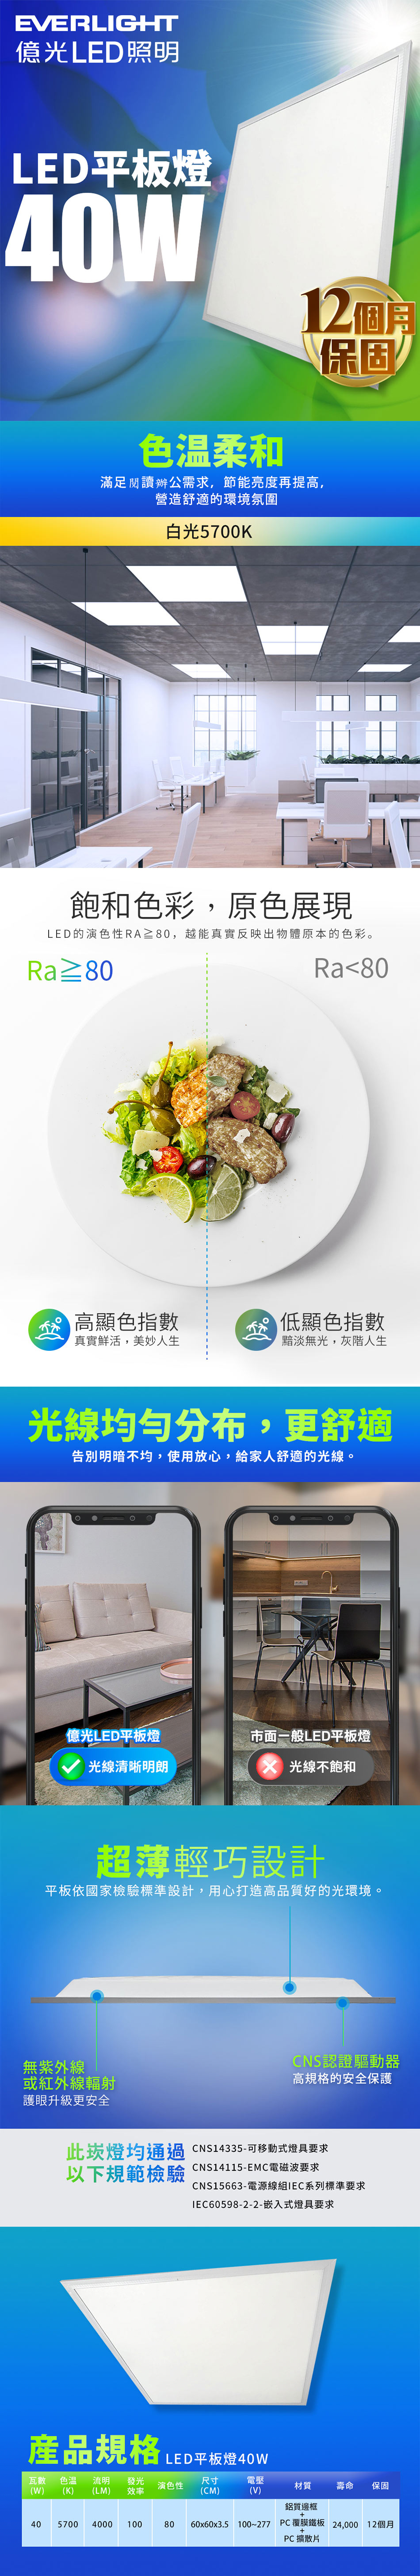 EVERLIGHT
億光LED照明
LED平板燈
40W
12個月
保固
色溫柔和
滿足閱讀辦公需求, 節能亮度再提高,
營造舒適的環境氛圍
白光5700K
飽和色彩，原色展現
LED的演色性RA≧80，越能真實反映出物體原本的色彩。
Ra≧80
Ra<80
高顯色指數
真實鮮活，美妙人生
低顯色指數
黯淡無光，灰階人生
光線均勻分布，更舒適
告別明暗不均，使用放心，給家人舒適的光線。
億光LED平板燈
光線清晰明朗
市面一般LED平板燈
光線不飽和
超薄輕巧設計
平板依國家檢驗標準設計，用心打造高品質好的光環境。
無紫外線
或紅外線輻射
護眼升級更安全
CNS認證驅動器
高規格的安全保護
此崁燈均通過
以下規範檢驗
CNS14335-可移動式燈具要求
CNS14115-EMC電磁波要求
CNS15663-電源線組IEC系列標準要求
IEC60598-2-2-嵌入式燈具要求
產品規格 LED平板燈40W
瓦數(W) 色溫(K) 流明(LM) 發光效率 演色性 尺寸(CM) 電壓(V) 材質 壽命 保固
40 5700 4000 100 80 60x60x3.5 100~277 鋁質邊框+PC 覆膜鐵板+PC 擴散片 24,000 12個月